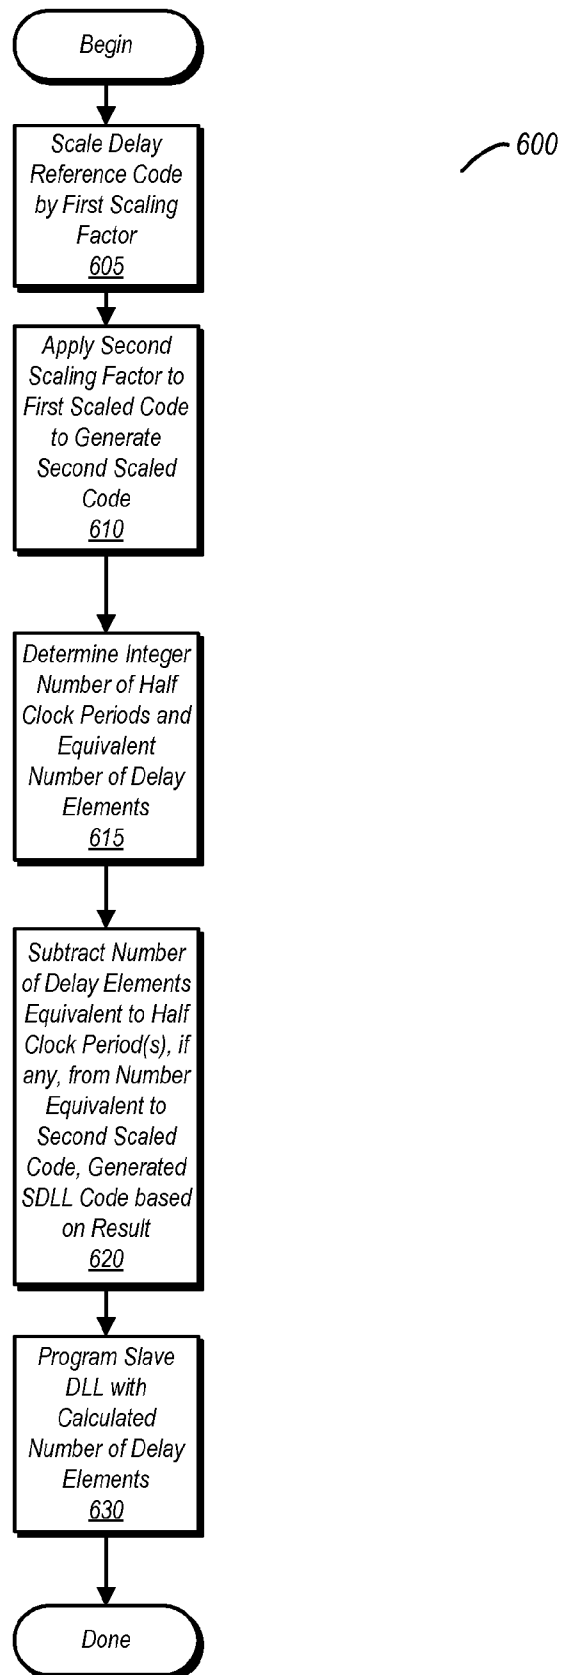 Begin
600
Scale Delay
Reference Code
by First Scaling
Factor
605
Apply Second
Scaling Factor to
First Scaled Code
to Generate
Second Scaled
Code
610
Determine Integer
Number of Half
Clock Periods and
Equivalent
Number of Delay
Elements
615
Subtract Number
of Delay Elements
Equivalent to Half
Clock Period(s), if
any, from Number
Equivalent to
Second Scaled
Code, Generated
SDLL Code based
on Result
620
Program Slave
DLL with
Calculated
Number of Delay
Elements
630
Done